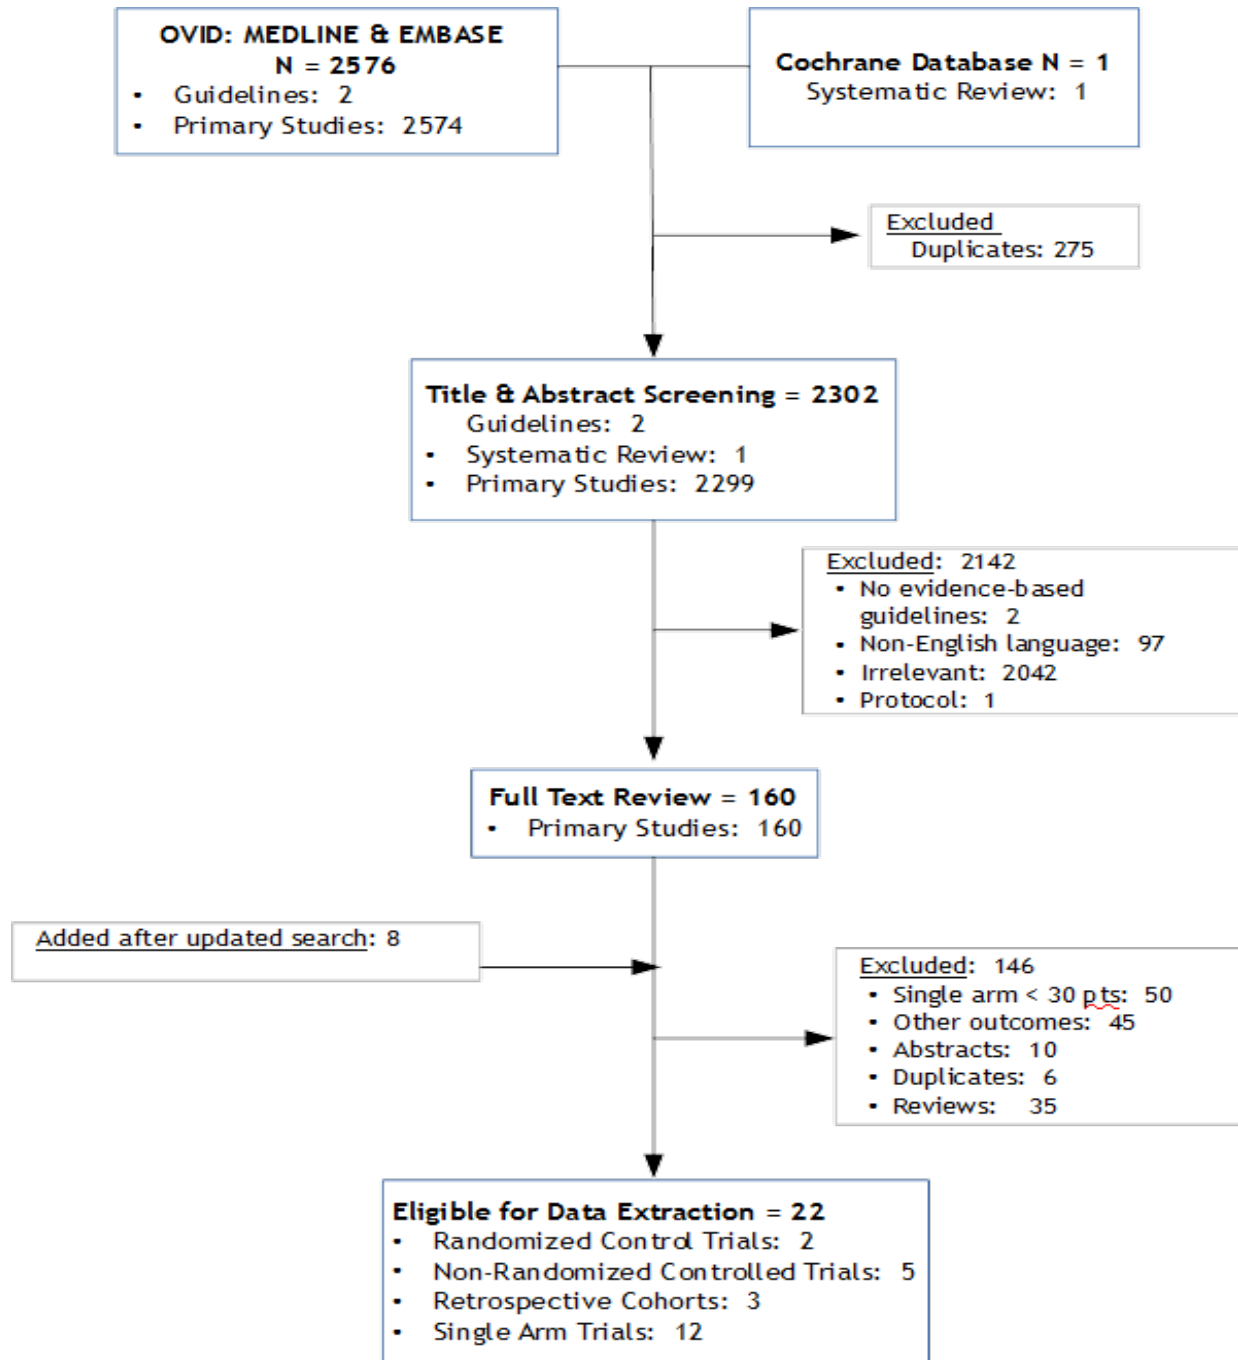 OVID: MEDLINE & EMBASE
N = 2576
• Guidelines: 2
• Primary Studies: 2574
Cochrane Database N = 1
Systematic Review: 1
Excluded
Duplicates: 275
Title & Abstract Screening = 2302
Guidelines: 2
• Systematic Review: 1
• Primary Studies: 2299
Excluded: 2142
• No evidence-based
guidelines: 2
• Non-English language: 97
• Irrelevant: 2042
• Protocol: 1
Full Text Review = 160
• Primary Studies: 160
Added after updated search: 8
Excluded: 146
• Single arm < 30 pts: 50
• Other outcomes: 45
• Abstracts: 10
• Duplicates: 6
• Reviews: 35
Eligible for Data Extraction = 22
• Randomized Control Trials: 2
• Non-Randomized Controlled Trials: 5
• Retrospective Cohorts: 3
• Single Arm Trials: 12